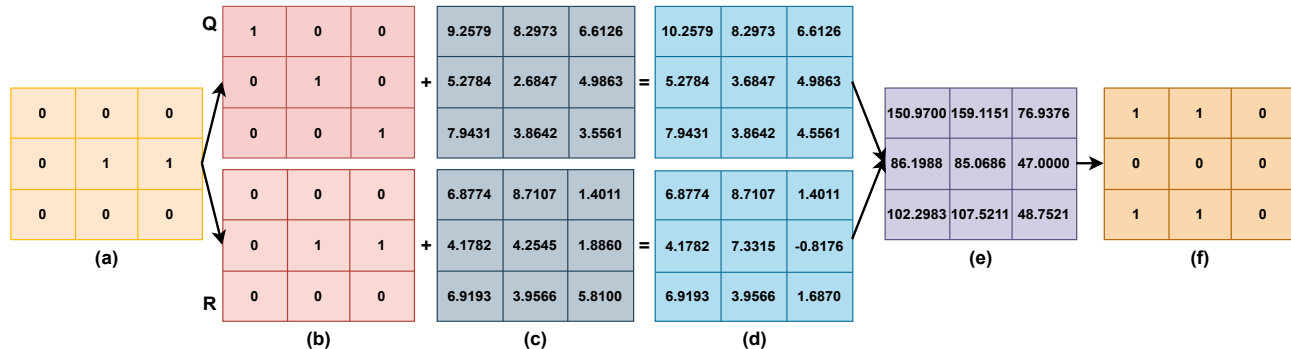 Q
1 0 0
0 1 0
0 0 1
+
9.2579 8.2973 6.6126
5.2784 2.6847 4.9863
7.9431 3.8642 3.5561
=
10.2579 8.2973 6.6126
5.2784 3.6847 4.9863
7.9431 3.8642 4.5561
0 0 0
0 1 1
0 0 0
(a)
R
0 0 0
0 1 1
0 0 0
(b)
+
6.8774 8.7107 1.4011
4.1782 4.2545 1.8860
6.9193 3.9566 5.8100
(c)
=
6.8774 8.7107 1.4011
4.1782 7.3315 -0.8176
6.9193 3.9566 1.6870
(d)
150.9700 159.1151 76.9376
86.1988 85.0686 47.0000
102.2983 107.5211 48.7521
(e)
1 1 0
0 0 0
1 1 0
(f)